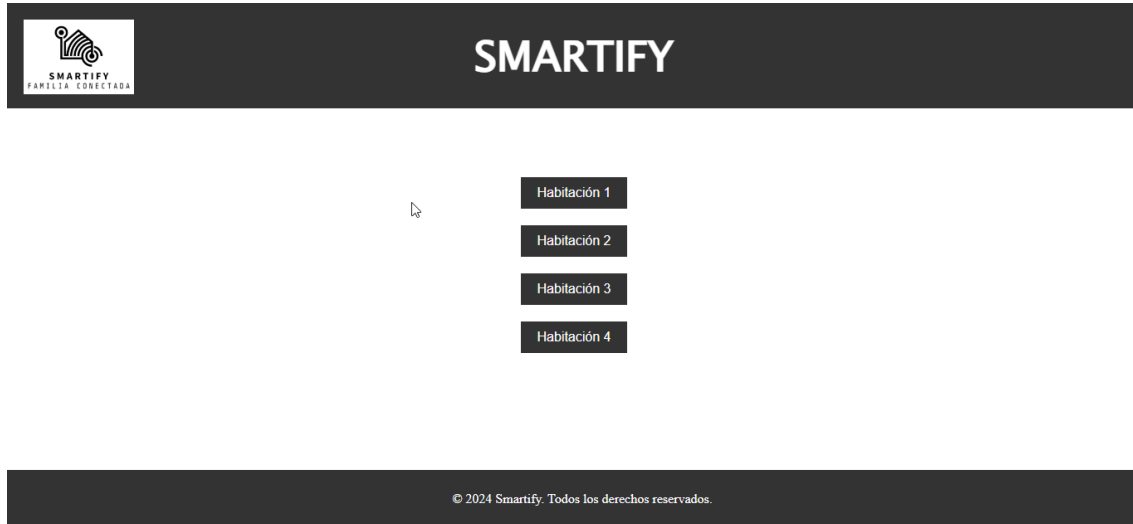 SMARTIFY
FAMILIA CONECTADA
SMARTIFY
Habitación 1
Habitación 2
Habitación 3
Habitación 4
© 2024 Smartify. Todos los derechos reservados.